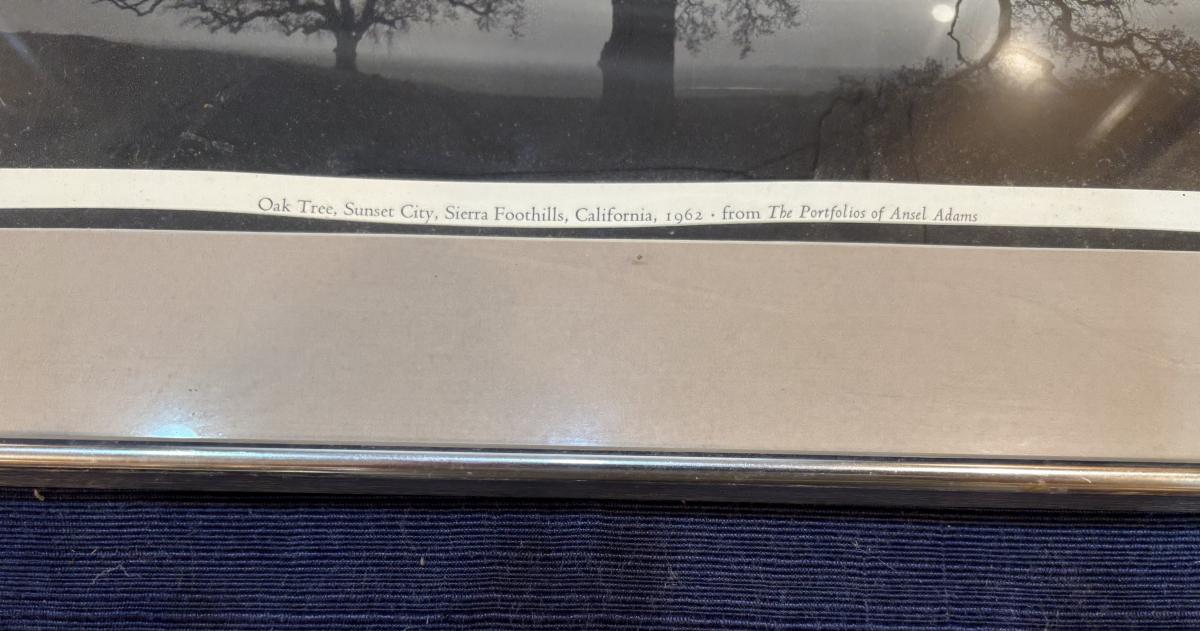 Oak Tree, Sunset City, Sierra Foothills, California, 1962 · from The Portfolios of Ansel Adams